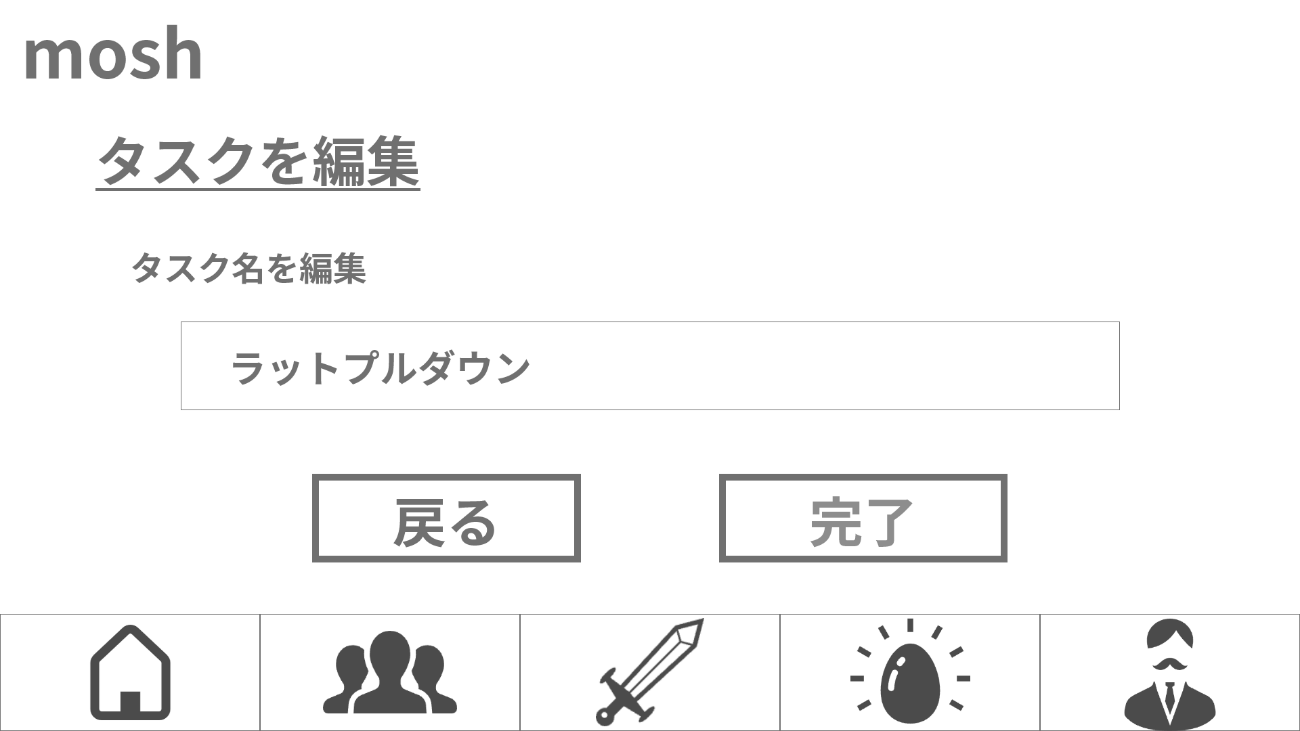 mosh
タスクを編集
タスク名を編集
ラットプルダウン
戻る
完了